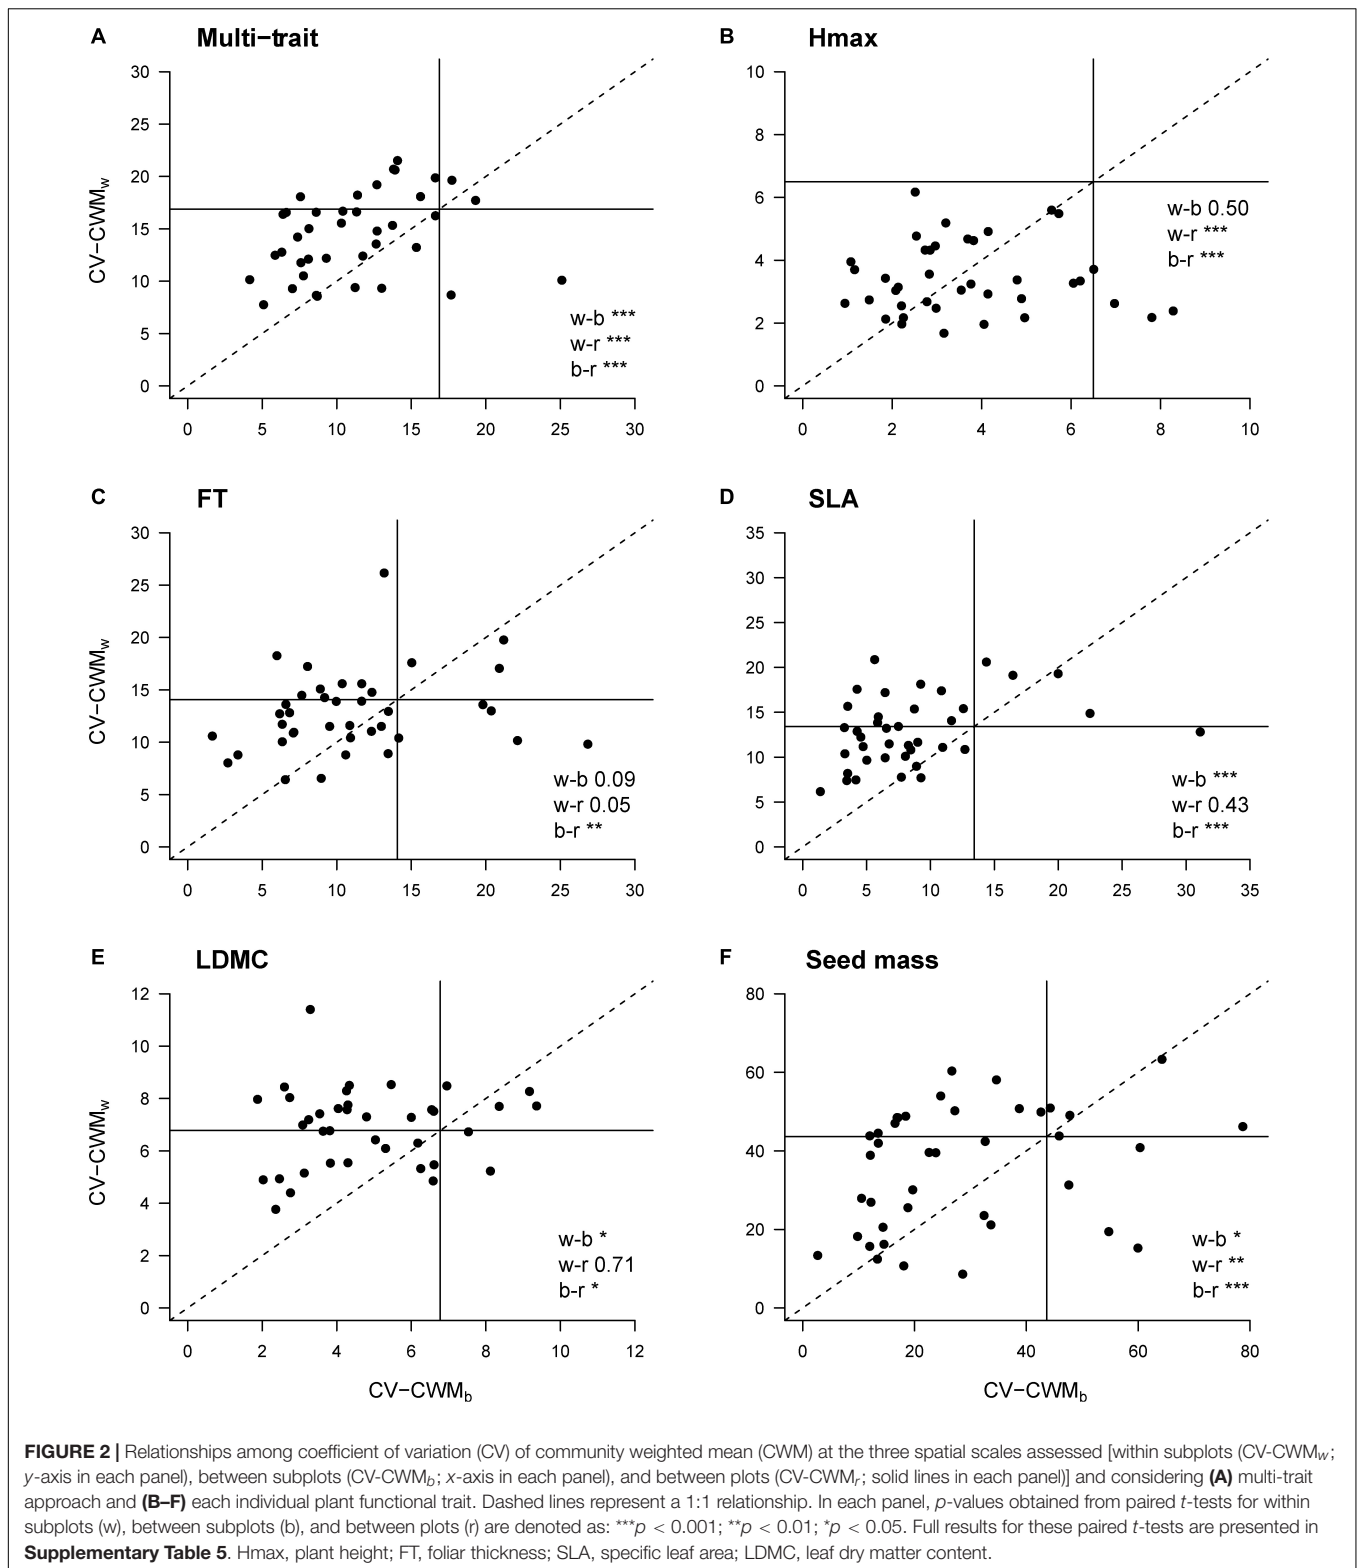 A Multi−trait
30
25
20
15
10
5
0
CV−CWMw
0 5 10 15 20 25 30
w-b ***
w-r ***
b-r ***
B Hmax
10
8
6
4
2
0
0 2 4 6 8 10
w-b 0.50
w-r ***
b-r ***
C FT
30
25
20
15
10
5
0
CV−CWMw
0 5 10 15 20 25 30
w-b 0.09
w-r 0.05
b-r **
D SLA
35
30
25
20
15
10
5
0
0 5 10 15 20 25 30 35
w-b ***
w-r 0.43
b-r ***
E LDMC
12
10
8
6
4
2
0
CV−CWMw
0 2 4 6 8 10 12
CV−CWMb
w-b *
w-r 0.71
b-r *
F Seed mass
80
60
40
20
0
0 20 40 60 80
CV−CWMb
w-b *
w-r **
b-r ***
FIGURE 2 | Relationships among coefficient of variation (CV) of community weighted mean (CWM) at the three spatial scales assessed [within subplots (CV-CWMw;
y-axis in each panel), between subplots (CV-CWMb; x-axis in each panel), and between plots (CV-CWMr; solid lines in each panel)] and considering (A) multi-trait
approach and (B–F) each individual plant functional trait. Dashed lines represent a 1:1 relationship. In each panel, p-values obtained from paired t-tests for within
subplots (w), between subplots (b), and between plots (r) are denoted as: ***p < 0.001; **p < 0.01; *p < 0.05. Full results for these paired t-tests are presented in
Supplementary Table 5. Hmax, plant height; FT, foliar thickness; SLA, specific leaf area; LDMC, leaf dry matter content.